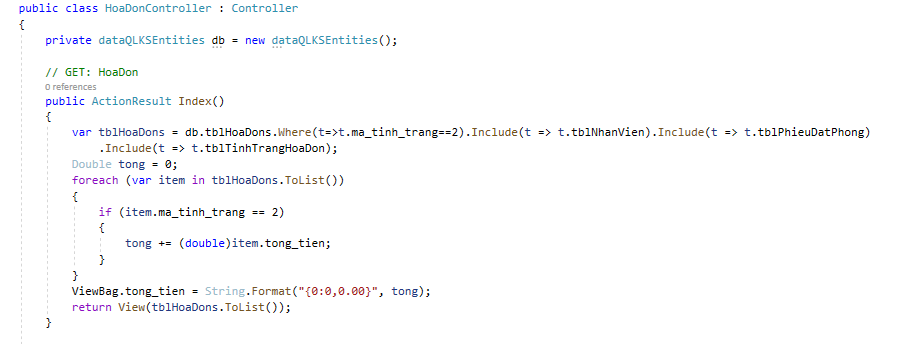 public class HoaDonController : Controller
{
private dataQLKSEntities db = new dataQLKSEntities();
// GET: HoaDon
0 references
public ActionResult Index()
{
var tblHoaDons = db.tblHoaDons.Where(t=>t.ma_tinh_trang==2).Include(t => t.tblNhanVien).Include(t => t.tblPhieuDatPhong)
.Include(t => t.tblTinhTrangHoaDon);
Double tong = 0;
foreach (var item in tblHoaDons.ToList())
{
if (item.ma_tinh_trang == 2)
{
tong += (double)item.tong_tien;
}
}
ViewBag.tong_tien = String.Format("{0:0,0.00}", tong);
return View(tblHoaDons.ToList());
}